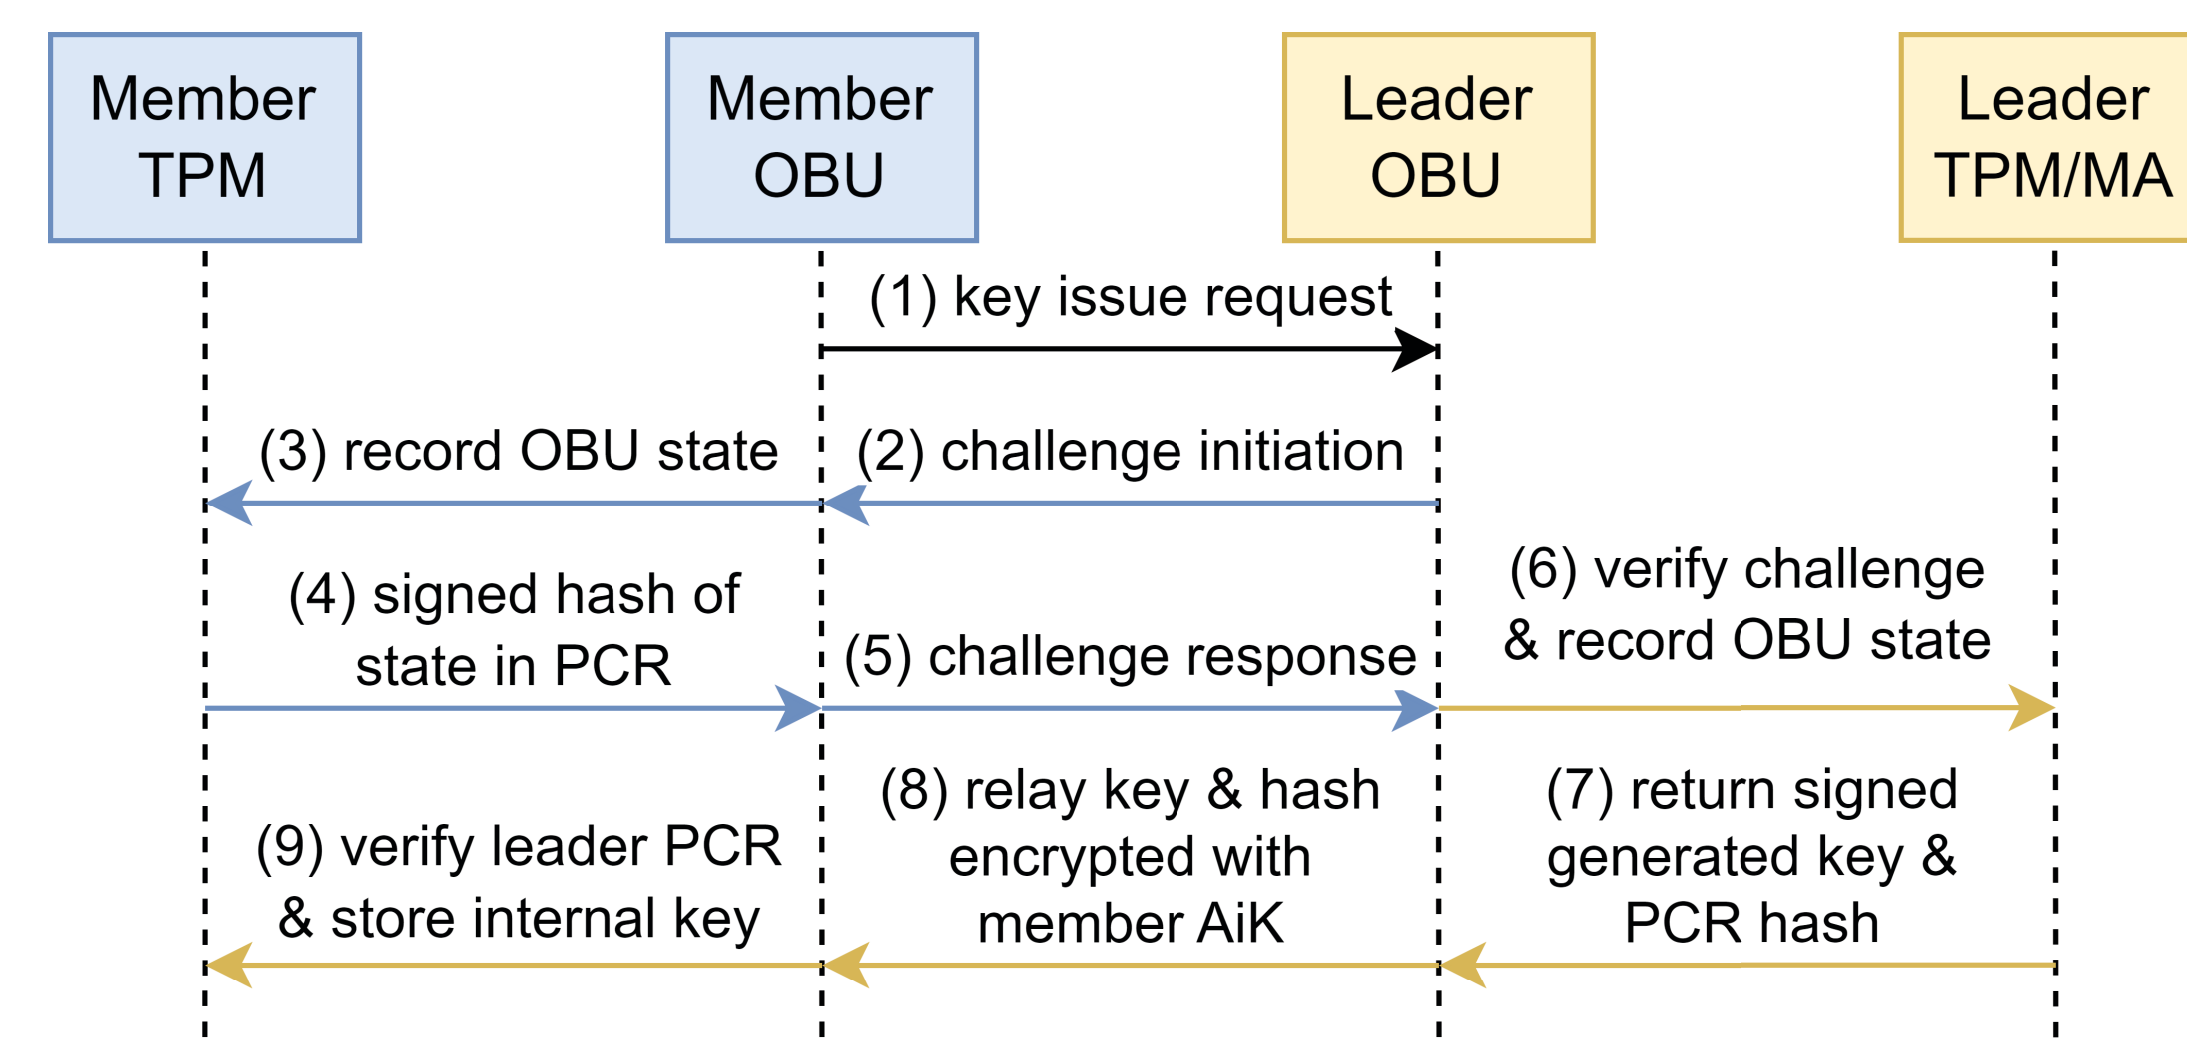 Member
TPM
Member
OBU
Leader
OBU
Leader
TPM/MA
(1) key issue request
(2) challenge initiation
(3) record OBU state
(4) signed hash of
state in PCR
(5) challenge response
(6) verify challenge
& record OBU state
(7) return signed
generated key &
PCR hash
(8) relay key & hash
encrypted with
member AiK
(9) verify leader PCR
& store internal key